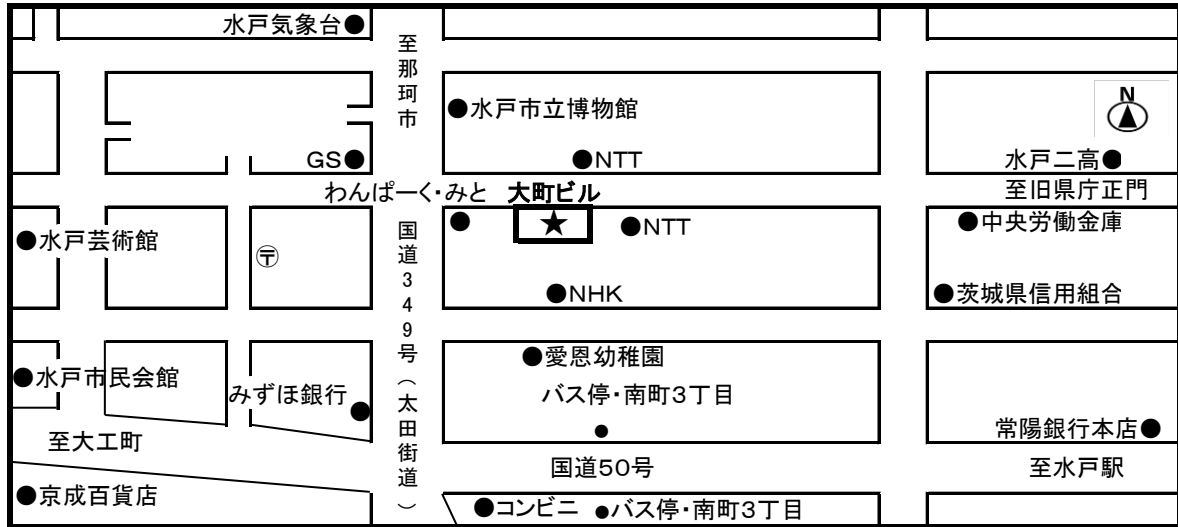 水戸気象台●
至那珂市
N
●水戸市立博物館
GS●
●NTT
水戸二高●
わんぱーく・みと
大町ビル
至旧県庁正門
●
★
●NTT
●中央労働金庫
●水戸芸術館
〒
国道349号(太田街道)
●NHK
●茨城県信用組合
●水戸市民会館
みずほ銀行●
●愛恩幼稚園
バス停・南町3丁目
●
至大工町
常陽銀行本店●
国道50号
至水戸駅
●京成百貨店
●コンビニ
●バス停・南町3丁目